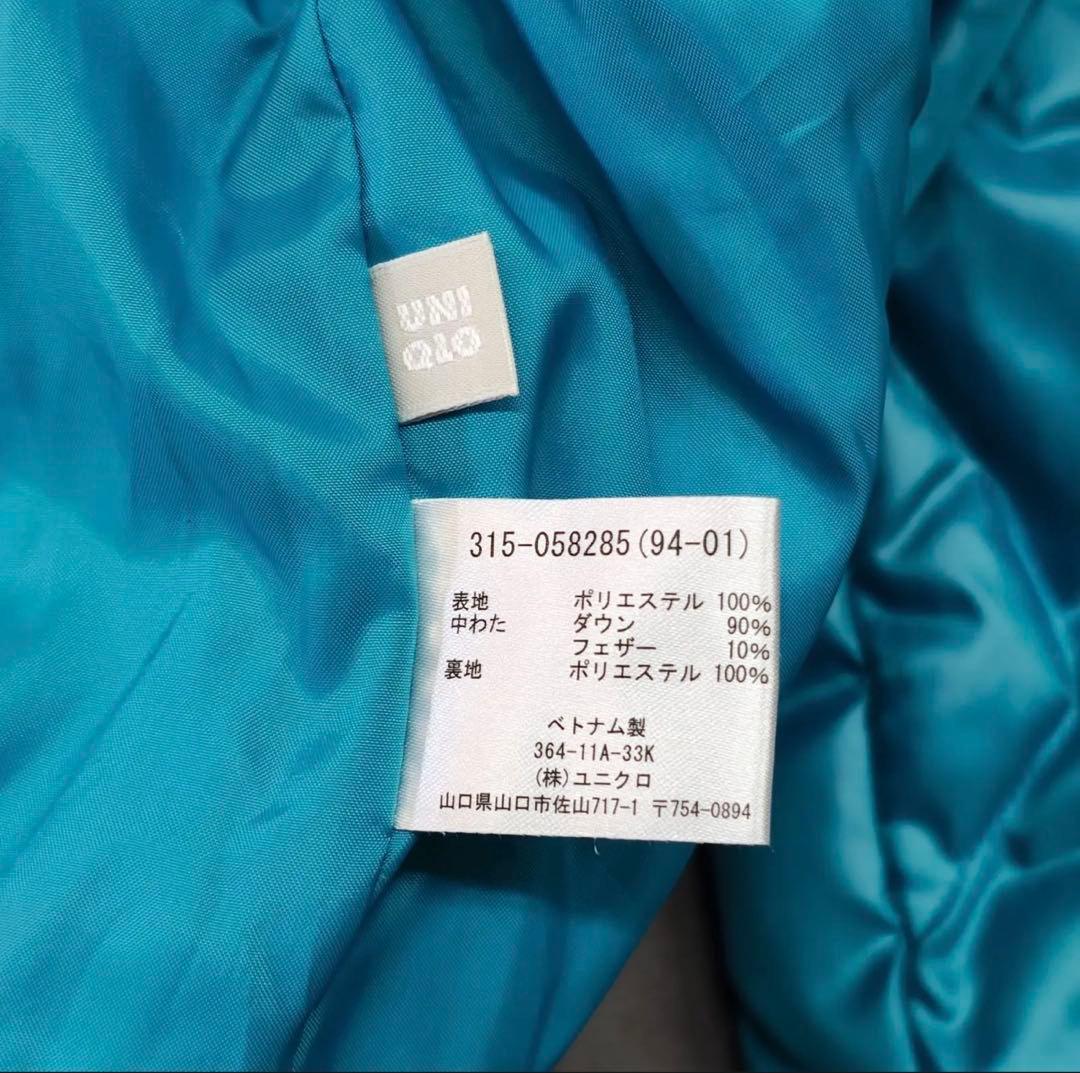 UNI
QLO
315-058285(94-01)
表地 ポリエステル 100%
中わた ダウン 90%
フェザー 10%
裏地 ポリエステル 100%
ベトナム製
364-11A-33K
(株)ユニクロ
山口県山口市佐山717-1 〒754-0894